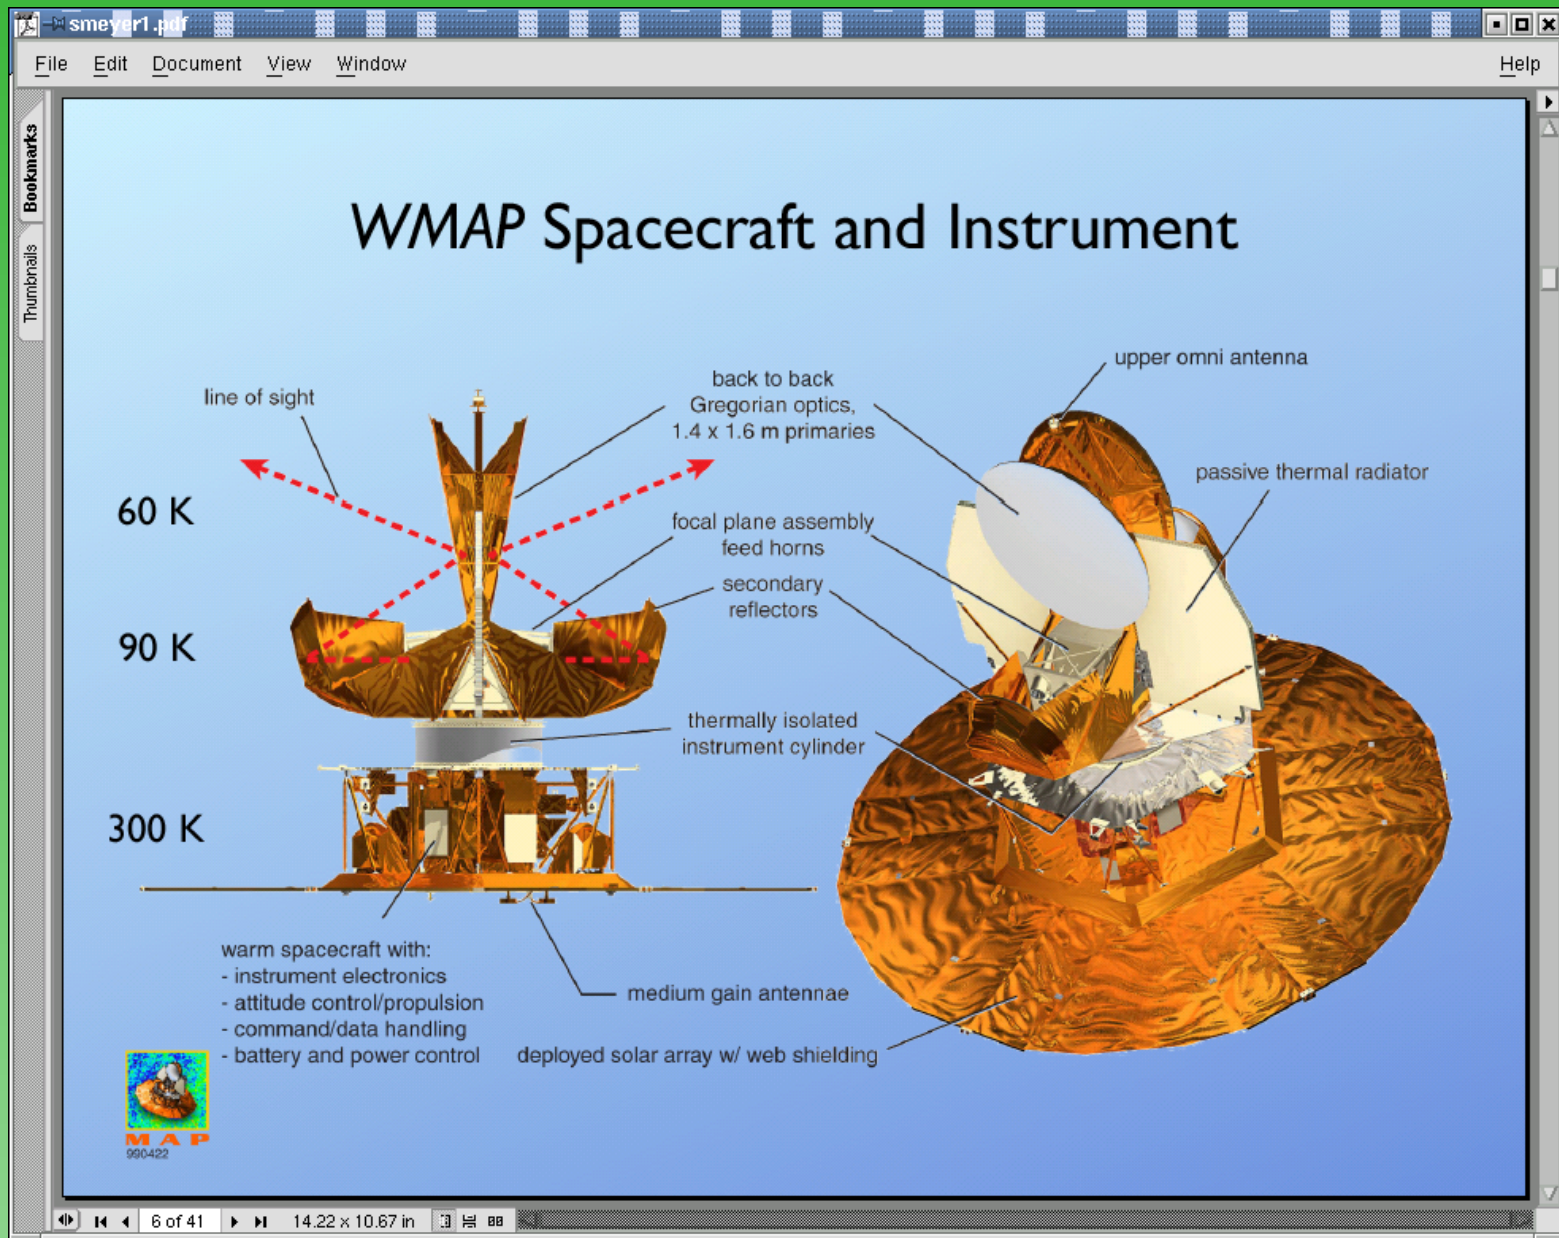 smeyer1.pdf
File Edit Document View Window Help
Bookmarks
Thumbnails
WMAP Spacecraft and Instrument
line of sight
back to back
Gregorian optics,
1.4 x 1.6 m primaries
upper omni antenna
passive thermal radiator
60 K
focal plane assembly
feed horns
secondary
reflectors
90 K
thermally isolated
instrument cylinder
300 K
warm spacecraft with:
- instrument electronics
- attitude control/propulsion
- command/data handling
- battery and power control
medium gain antennae
deployed solar array w/ web shielding
MAP
990422
6 of 41
14.22 x 10.67 in